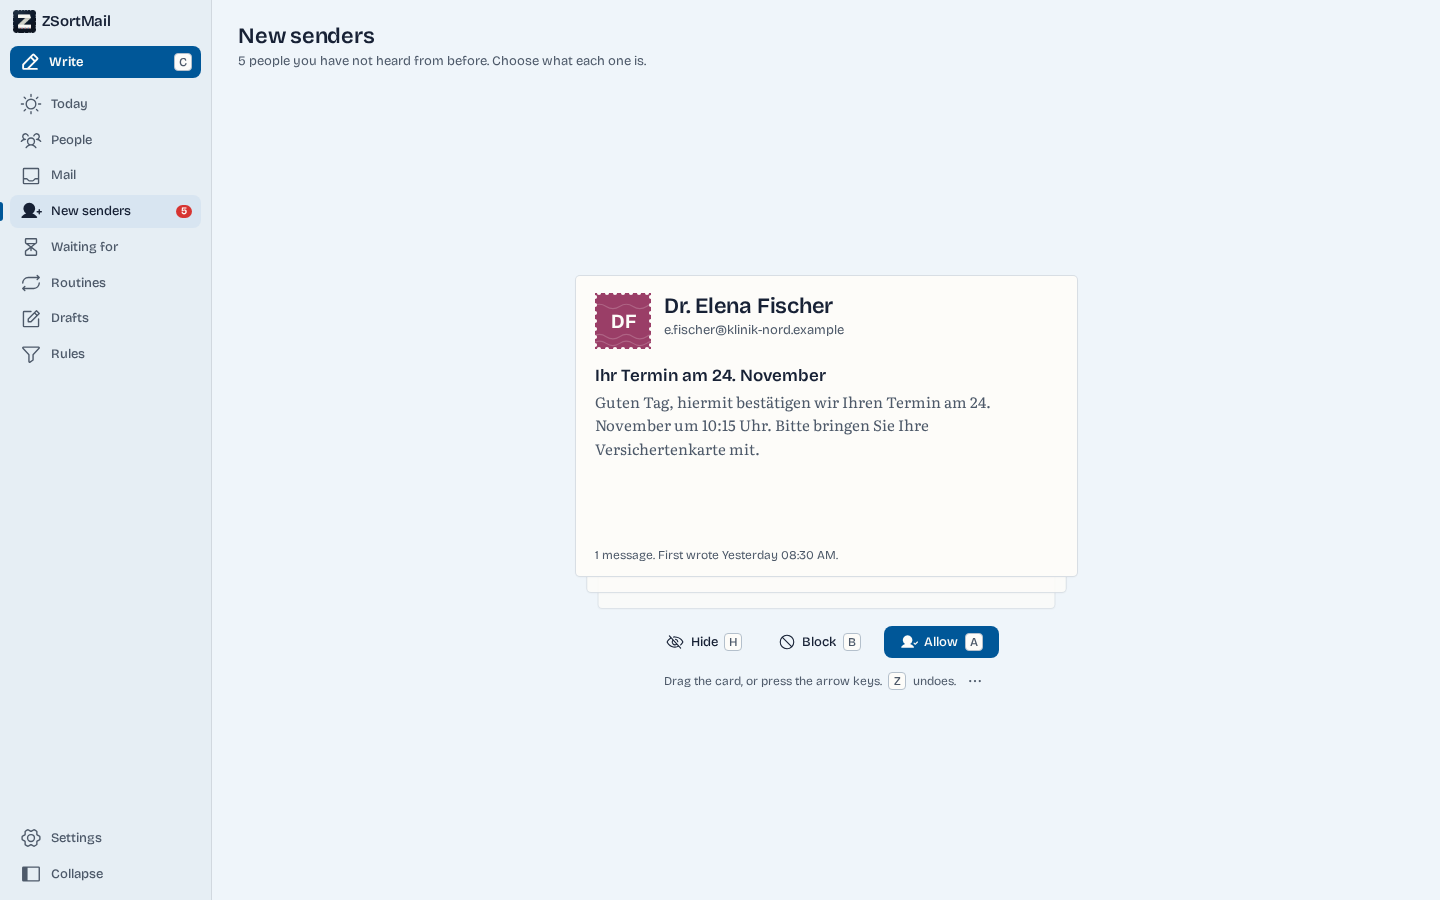 ZSortMail
Write C
Today
People
Mail
New senders 5
Waiting for
Routines
Drafts
Rules
Settings
Collapse
New senders
5 people you have not heard from before. Choose what each one is.
DF
Dr. Elena Fischer
e.fischer@klinik-nord.example
Ihr Termin am 24. November
Guten Tag, hiermit bestätigen wir Ihren Termin am 24.
November um 10:15 Uhr. Bitte bringen Sie Ihre
Versichertenkarte mit.
1 message. First wrote Yesterday 08:30 AM.
Hide H Block B Allow A
Drag the card, or press the arrow keys. Z undoes. ···